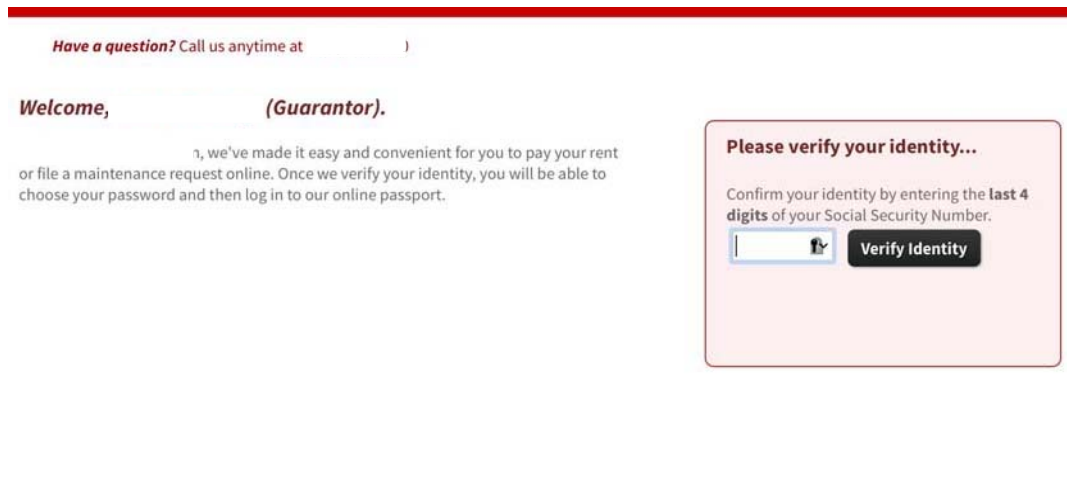 Have a question? Call us anytime at )
Welcome, (Guarantor).
, we've made it easy and convenient for you to pay your rent
or file a maintenance request online. Once we verify your identity, you will be able to
choose your password and then log in to our online passport.
Please verify your identity...
Confirm your identity by entering the last 4
digits of your Social Security Number.
Verify Identity